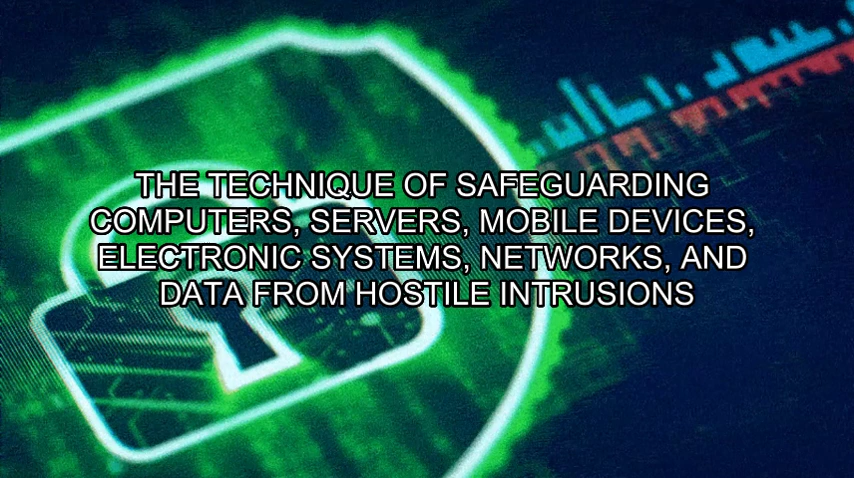 THE TECHNIQUE OF SAFEGUARDING
COMPUTERS, SERVERS, MOBILE DEVICES,
ELECTRONIC SYSTEMS, NETWORKS, AND
DATA FROM HOSTILE INTRUSIONS